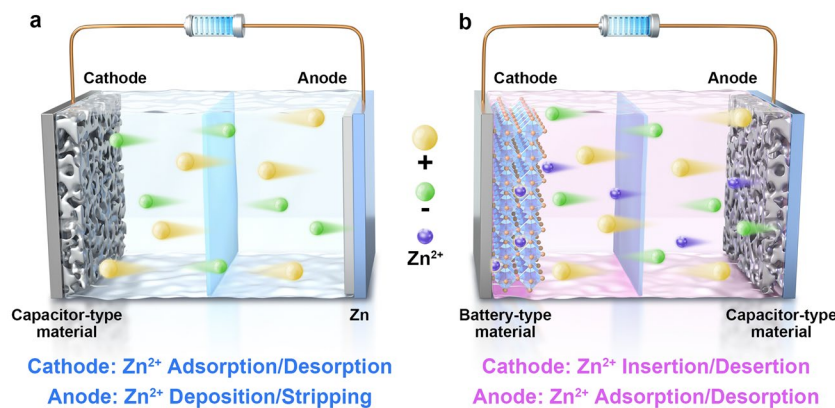 a
Cathode
Anode
Capacitor-type
material
Zn
Cathode: Zn²⁺ Adsorption/Desorption
Anode: Zn²⁺ Deposition/Stripping
+
-
Zn²⁺
b
Cathode
Anode
Battery-type
material
Capacitor-type
material
Cathode: Zn²⁺ Insertion/Desertion
Anode: Zn²⁺ Adsorption/Desorption